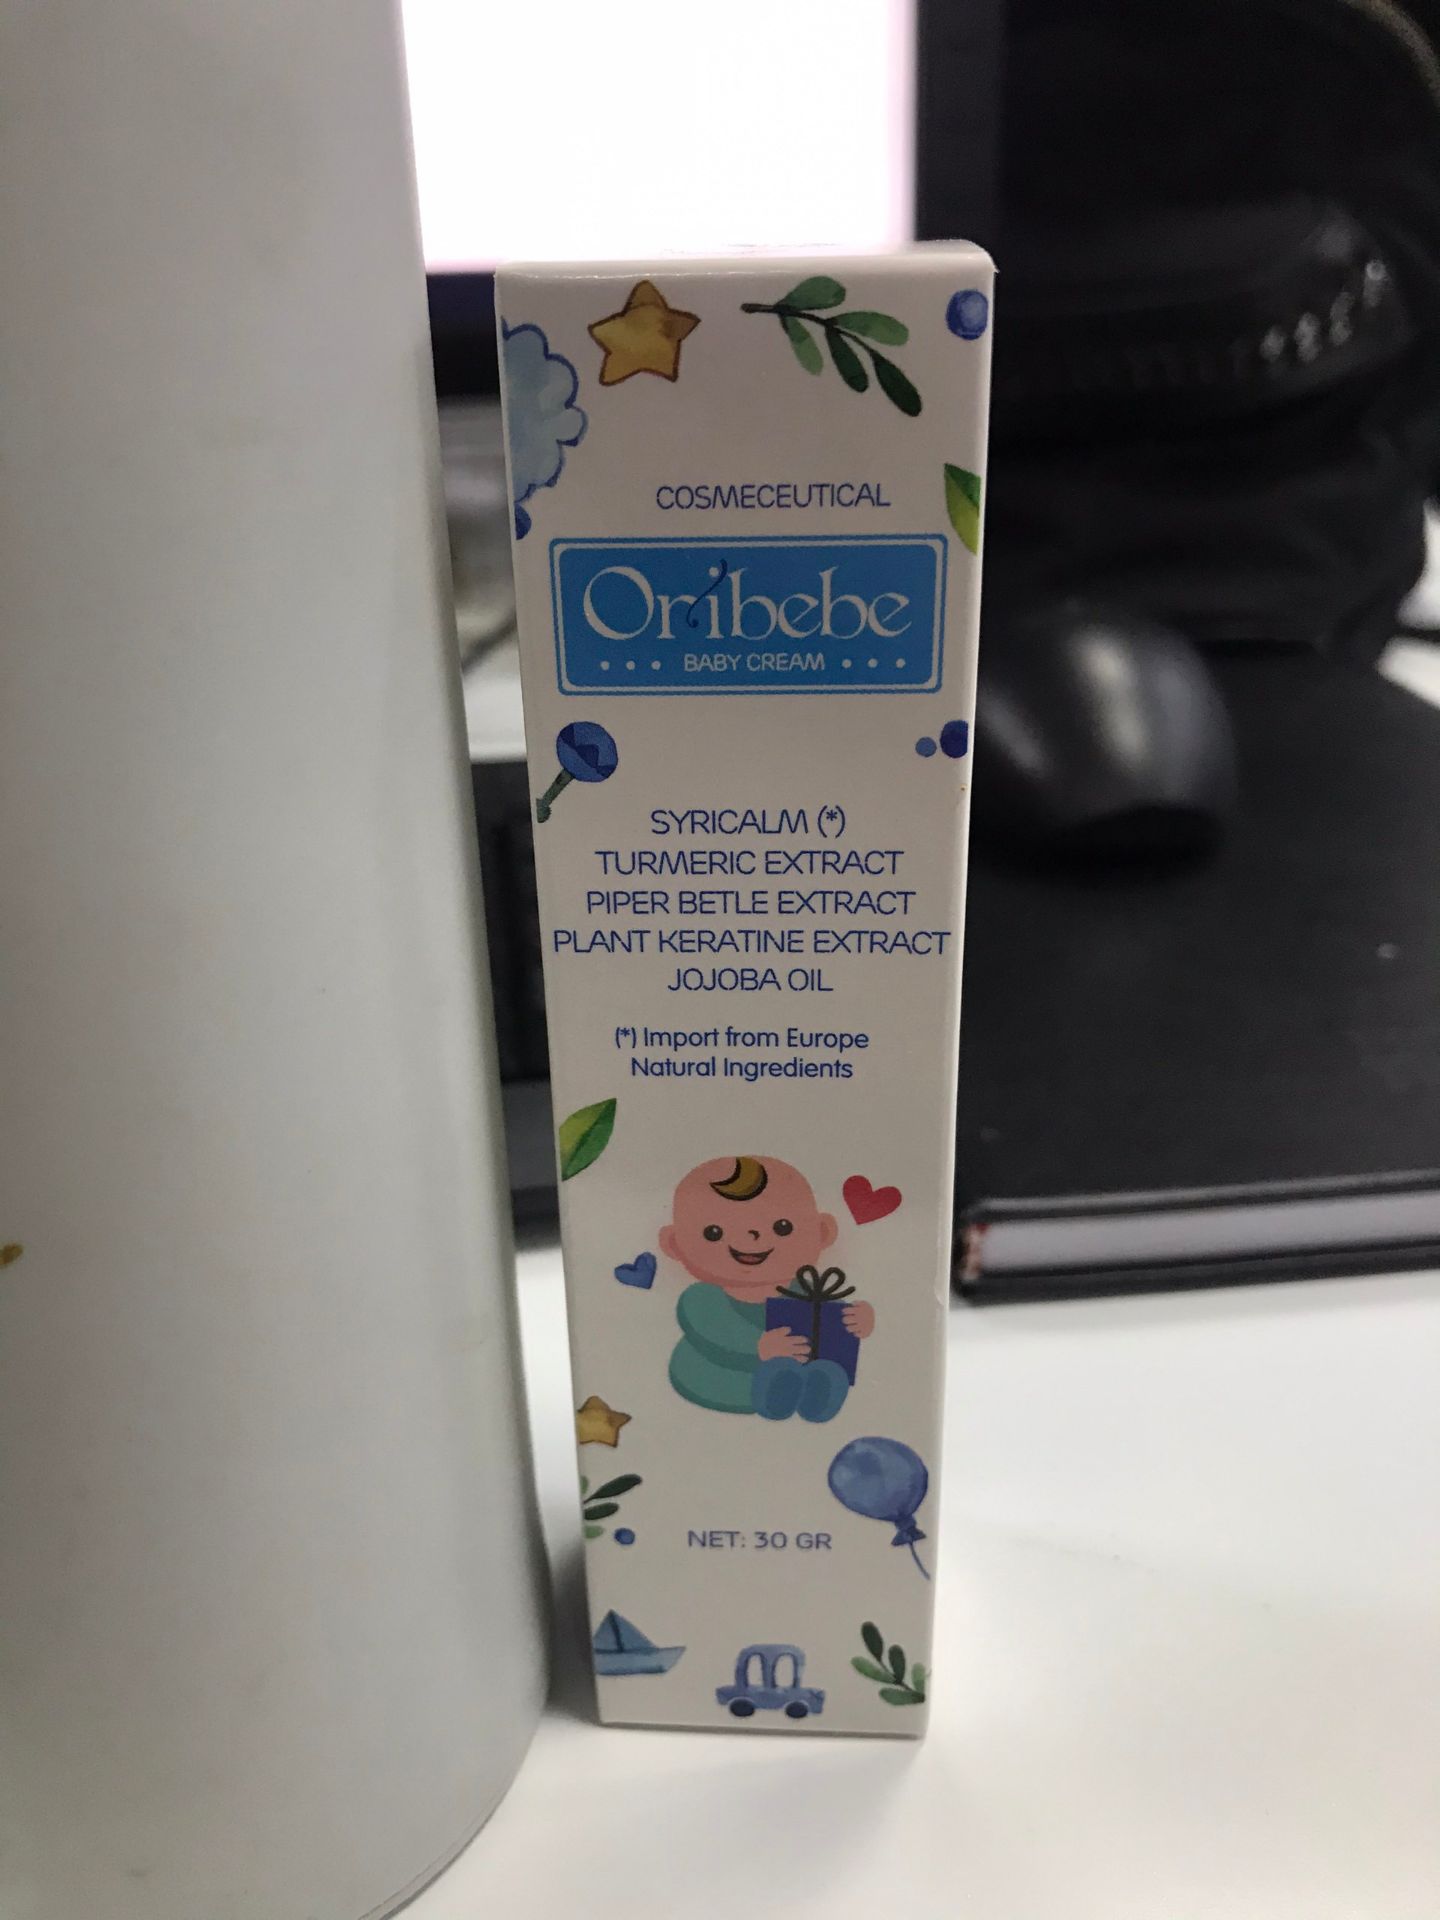 COSMECEUTICAL
Oribebe
BABY CREAM
SYRICALM (*)
TURMERIC EXTRACT
PIPER BETLE EXTRACT
PLANT KERATINE EXTRACT
JOJOBA OIL
(*) Import from Europe
Natural Ingredients
NET: 30 GR